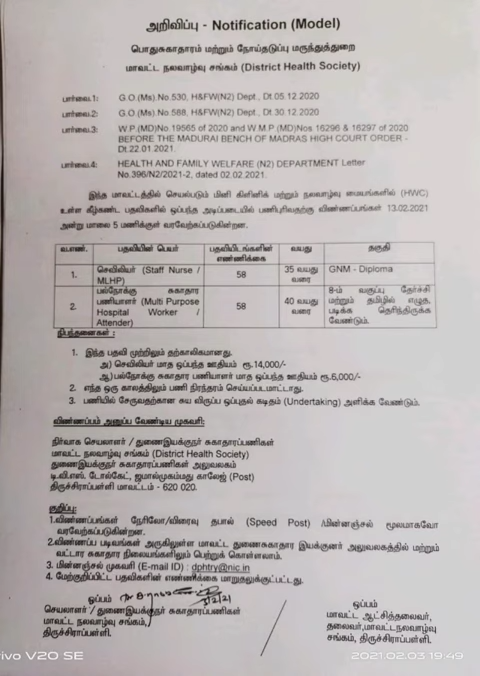 அறிவிப்பு - Notification (Model)
பொதுசுகாதாரம் மற்றும் நோய்தடுப்பு மருந்துத்துறை
மாவட்ட நலவாழ்வு சங்கம் (District Health Society)
பார்வை.1: G.O.(Ms).No.530, H&FW(N2) Dept., Dt.05.12.2020
பார்வை.2: G.O.(Ms).No.588, H&FW(N2) Dept., Dt.30.12.2020
பார்வை.3: W.P.(MD)No.19565 of 2020 and W.M.P.(MD)Nos 16296 & 16297 of 2020
BEFORE THE MADURAI BENCH OF MADRAS HIGH COURT ORDER -
Dt.22.01.2021.
பார்வை.4: HEALTH AND FAMILY WELFARE (N2) DEPARTMENT Letter
No.396/N2/2021-2, dated 02.02.2021.
இந்த மாவட்டத்தில் செயல்படும் மினி கிளினிக் மற்றும் நலவாழ்வு மையங்களில் (HWC)
உள்ள கீழ்கண்ட பதவிகளில் ஒப்பந்த அடிப்படையில் பணிபுரிவதற்கு விண்ணப்பங்கள் 13.02.2021
அன்று மாலை 5 மணிக்குள் வரவேற்கப்படுகின்றன.
வ.எண். பதவியின் பெயர் பதவியிடங்களின் எண்ணிக்கை வயது தகுதி
1. செவிலியர் (Staff Nurse / MLHP) 58 35 வயது வரை GNM - Diploma
2. பல்நோக்கு சுகாதார பணியாளர் (Multi Purpose Hospital Worker / Attender) 58 40 வயது வரை 8-ம் வகுப்பு தேர்ச்சி மற்றும் தமிழில் எழுத, படிக்க தெரிந்திருக்க வேண்டும்.
நிபந்தனைகள் :
1. இந்த பதவி முற்றிலும் தற்காலிகமானது.
அ) செவிலியர் மாத ஒப்பந்த ஊதியம் ரூ.14,000/-
ஆ)பல்நோக்கு சுகாதார பணியாளர் மாத ஒப்பந்த ஊதியம் ரூ.6,000/-
2. எந்த ஒரு காலத்திலும் பணி நிரந்தரம் செய்யப்படமாட்டாது.
3. பணியில் சேருவதற்கான சுய விருப்ப ஒப்புதல் கடிதம் (Undertaking) அளிக்க வேண்டும்.
விண்ணப்பம் அனுப்ப வேண்டிய முகவரி:
நிர்வாக செயலாளர் / துணைஇயக்குநர் சுகாதாரப்பணிகள்
மாவட்ட நலவாழ்வு சங்கம் (District Health Society)
துணைஇயக்குநர் சுகாதாரப்பணிகள் அலுவலகம்
டி.வி.எஸ். டோல்கேட், ஜமால்முகம்மது காலேஜ் (Post)
திருச்சிராப்பள்ளி மாவட்டம் - 620 020.
குறிப்பு:
1.விண்ணப்பங்கள் நேரிலோ/விரைவு தபால் (Speed Post) /மின்னஞ்சல் மூலமாகவோ
வரவேற்கப்படுகின்றன.
2.விண்ணப்ப படிவங்கள் அருகிலுள்ள மாவட்ட துணைசுகாதார இயக்குனர் அலுவலகத்தில் மற்றும்
வட்டார சுகாதார நிலையங்களிலும் பெற்றுக் கொள்ளலாம்.
3. மின்னஞ்சல் முகவரி (E-mail ID) : dphtry@nic.in
4. மேற்குறிப்பிட்ட பதவிகளின் எண்ணிக்கை மாறுதலுக்குட்பட்டது.
ஒப்பம் 3/2/21
செயலாளர் / துணைஇயக்குநர் சுகாதாரப்பணிகள்
மாவட்ட நலவாழ்வு சங்கம்,
திருச்சிராப்பள்ளி.
ஒப்பம்
மாவட்ட ஆட்சித்தலைவர்,
தலைவர்,மாவட்டநலவாழ்வு
சங்கம், திருச்சிராப்பள்ளி.
ivo V20 SE
2021.02.03 19:49